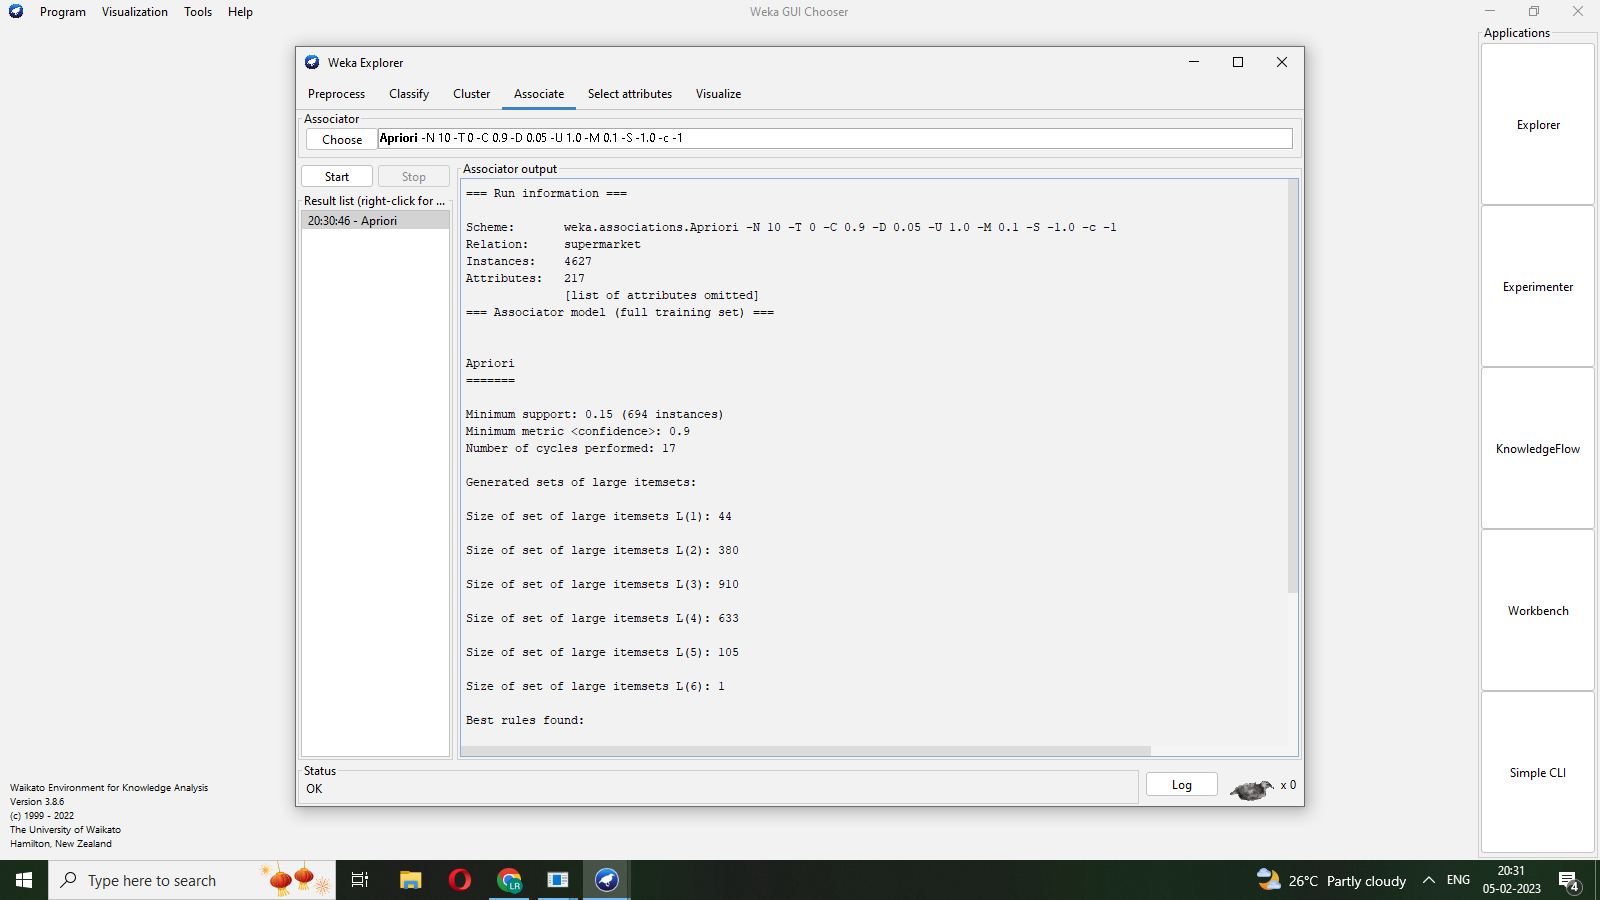 Program Visualization Tools Help
Weka GUI Chooser
Applications
Explorer
Experimenter
KnowledgeFlow
Workbench
Simple CLI
Weka Explorer
Preprocess Classify Cluster Associate Select attributes Visualize
Associator
Choose Apriori -N 10 -T 0 -C 0.9 -D 0.05 -U 1.0 -M 0.1 -S -1.0 -c -1
Start Stop
Result list (right-click for ...
20:30:46 - Apriori
Associator output
=== Run information ===
Scheme: weka.associations.Apriori -N 10 -T 0 -C 0.9 -D 0.05 -U 1.0 -M 0.1 -S -1.0 -c -1
Relation: supermarket
Instances: 4627
Attributes: 217
[list of attributes omitted]
=== Associator model (full training set) ===
Apriori
=======
Minimum support: 0.15 (694 instances)
Minimum metric <confidence>: 0.9
Number of cycles performed: 17
Generated sets of large itemsets:
Size of set of large itemsets L(1): 44
Size of set of large itemsets L(2): 380
Size of set of large itemsets L(3): 910
Size of set of large itemsets L(4): 633
Size of set of large itemsets L(5): 105
Size of set of large itemsets L(6): 1
Best rules found:
Status
OK
Log
x 0
Waikato Environment for Knowledge Analysis
Version 3.8.6
(c) 1999 - 2022
The University of Waikato
Hamilton, New Zealand
Type here to search
LR
26°C Partly cloudy
ENG
20:31
05-02-2023
4